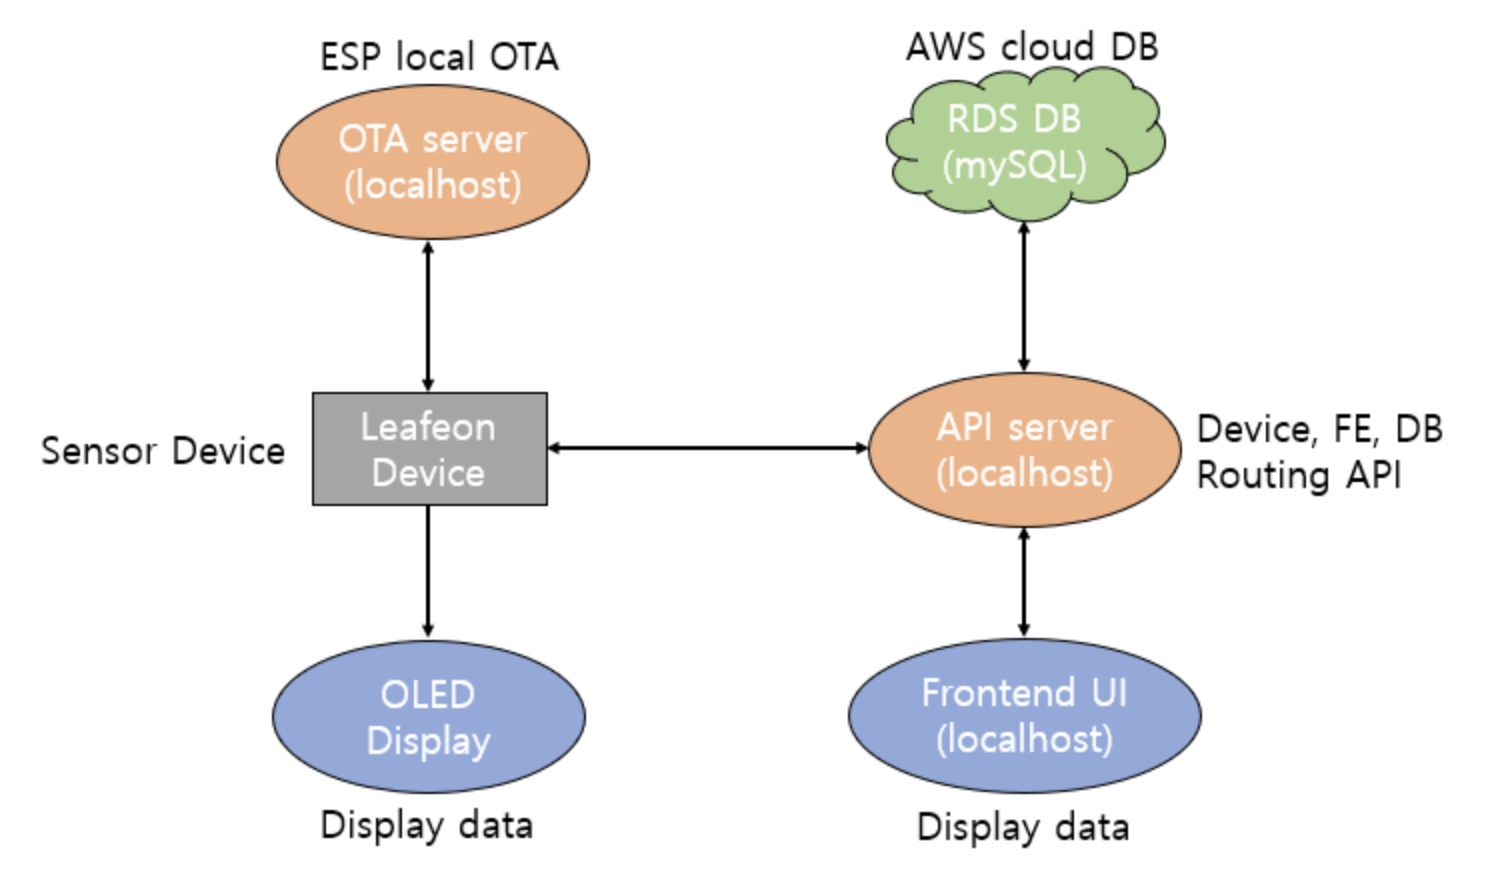 ESP local OTA
OTA server
(localhost)
AWS cloud DB
RDS DB
(mySQL)
Sensor Device
Leafeon
Device
API server
(localhost)
Device, FE, DB
Routing API
OLED
Display
Display data
Frontend UI
(localhost)
Display data